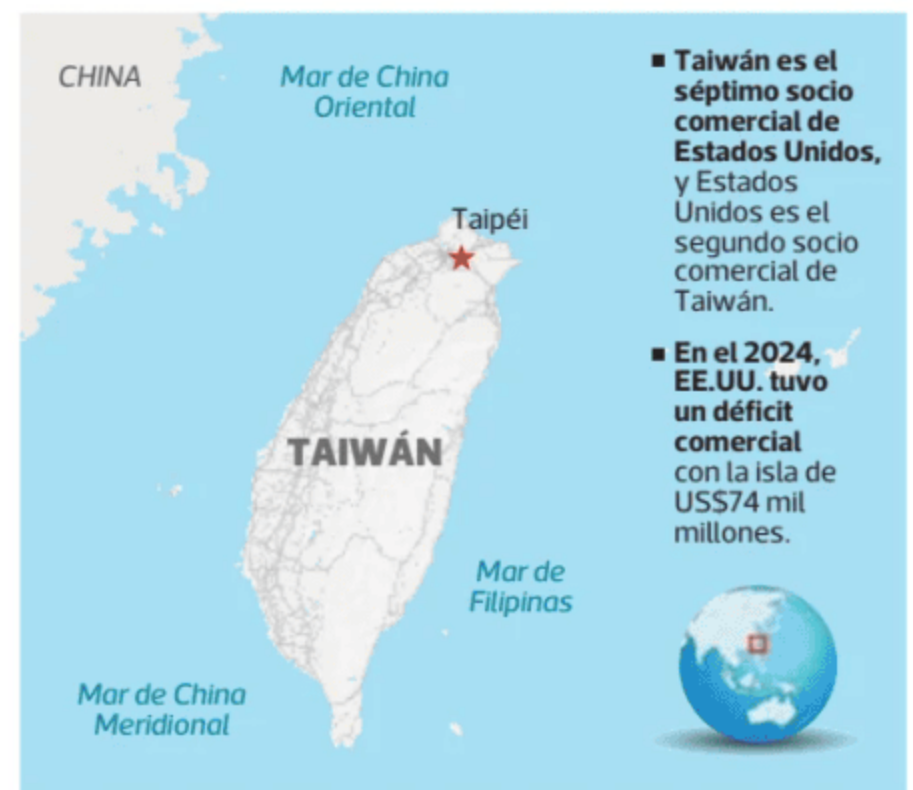 CHINA
Mar de China
Oriental
Taipéi
TAIWÁN
Mar de
Filipinas
Mar de China
Meridional
▪ Taiwán es el
séptimo socio
comercial de
Estados Unidos,
y Estados
Unidos es el
segundo socio
comercial de
Taiwán.
▪ En el 2024,
EE.UU. tuvo
un déficit
comercial
con la isla de
US$74 mil
millones.